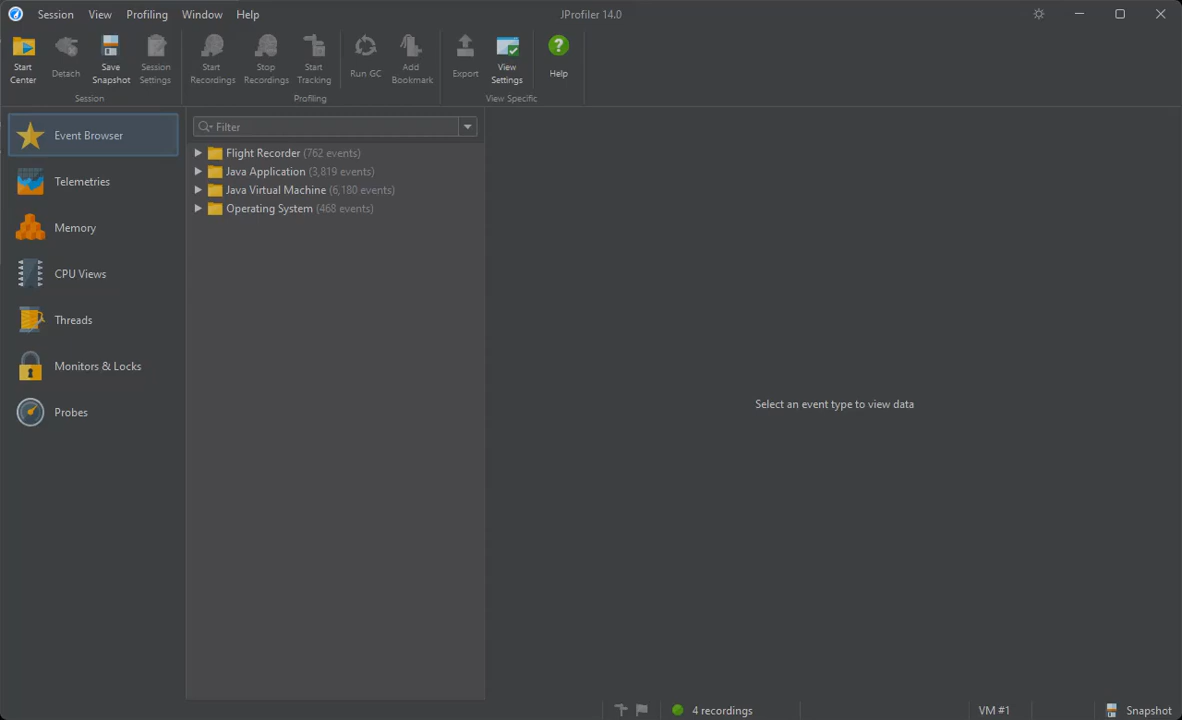 Session View Profiling Window Help JProfiler 14.0
Start Center Detach Save Snapshot Session Settings Start Recordings Stop Recordings Start Tracking Run GC Add Bookmark Export View Settings Help
Session Profiling View Specific
Event Browser
Telemetries
Memory
CPU Views
Threads
Monitors & Locks
Probes
Filter
Flight Recorder (762 events)
Java Application (3,819 events)
Java Virtual Machine (6,180 events)
Operating System (468 events)
Select an event type to view data
4 recordings VM #1 Snapshot